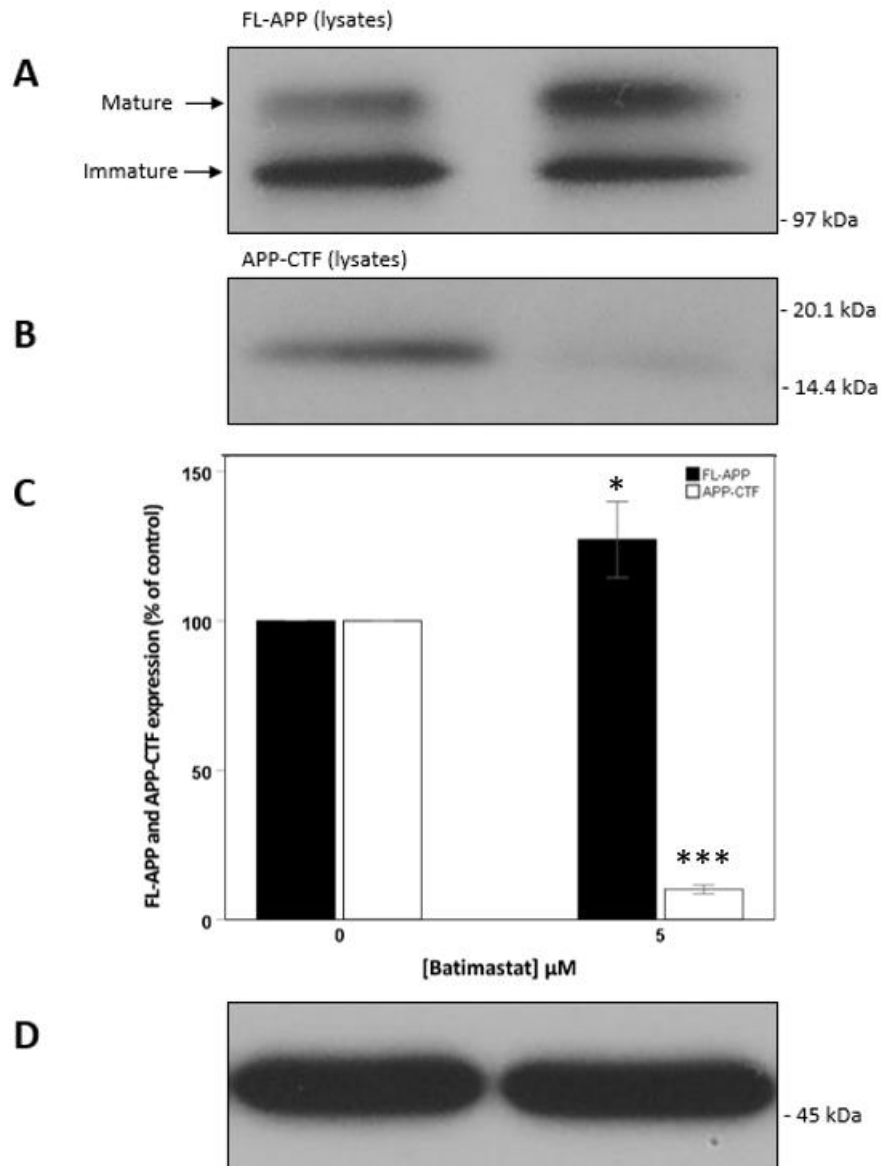 FL-APP (lysates)
A
Mature
Immature
- 97 kDa
APP-CTF (lysates)
- 20.1 kDa
B
- 14.4 kDa
C
FL-APP and APP-CTF expression (% of control)
150
100
50
0
FL-APP
APP-CTF
*
***
0 5
[Batimastat] μM
D
- 45 kDa